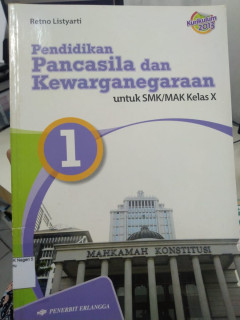 Retno Listyarti
Kurikulum
2013
Pendidikan
Pancasila dan
Kewarganegaraan
untuk SMK/MAK Kelas X
1
MAHKAMAH KONSTITUSI
PENERBIT ERLANGGA